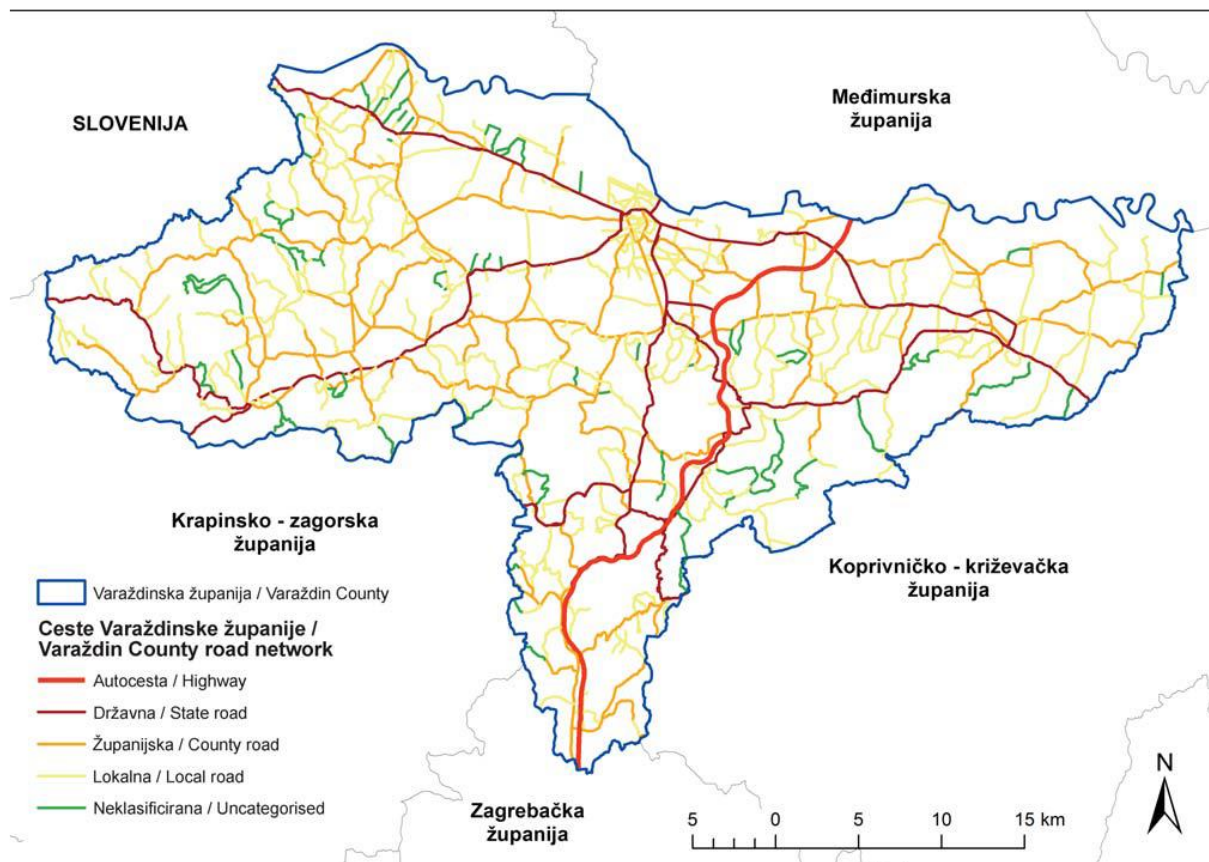 SLOVENIJA
Međimurska
županija
Krapinsko - zagorska
županija
Koprivničko - križevačka
županija
Varaždinska županija / Varaždin County
Ceste Varaždinske županije /
Varaždin County road network
Autocesta / Highway
Državna / State road
Županijska / County road
Lokalna / Local road
Neklasificirana / Uncategorised
Zagrebačka
županija
5 0 5 10 15 km
N